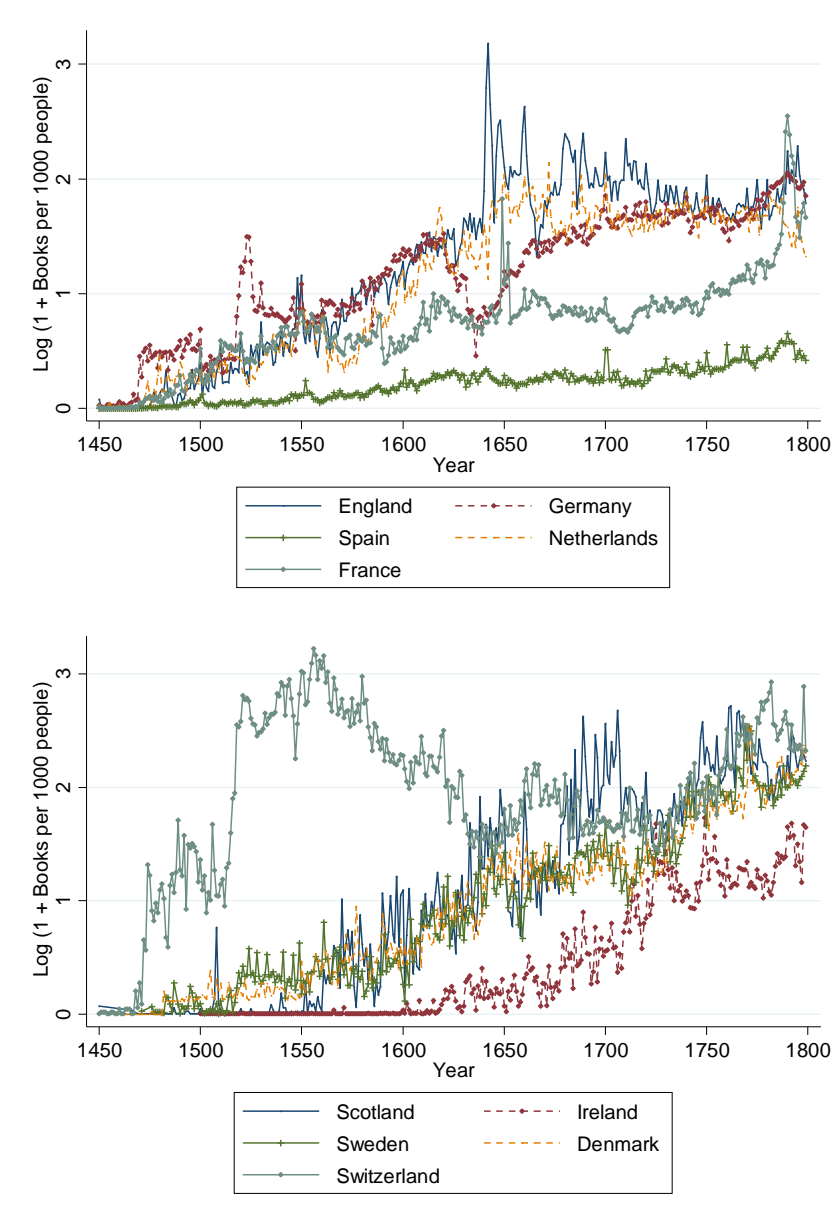 Log (1 + Books per 1000 people)
3
2
1
0
1450 1500 1550 1600 1650 1700 1750 1800
Year
England Germany
Spain Netherlands
France
Log (1 + Books per 1000 people)
3
2
1
0
1450 1500 1550 1600 1650 1700 1750 1800
Year
Scotland Ireland
Sweden Denmark
Switzerland